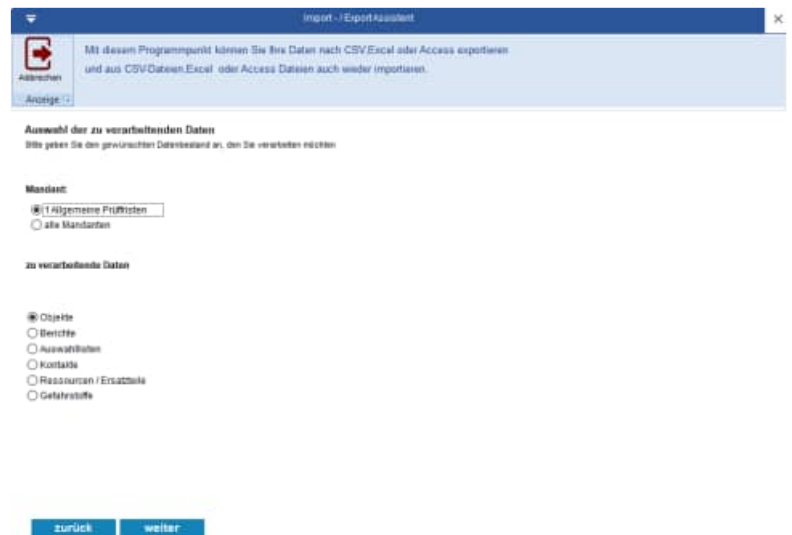 Import - / Export Assistent
Mit diesem Programmpunkt können Sie Ihre Daten nach CSV,Excel oder Access exportieren
und aus CSV-Dateien,Excel oder Access Dateien auch wieder importieren.
Abbrechen
Anzeige
Auswahl der zu verarbeitenden Daten
Bitte geben Sie den gewünschten Datenbestand an, den Sie verarbeiten möchten
Mandant:
1 Allgemeine Prüffristen
alle Mandanten
zu verarbeitende Daten
Objekte
Berichte
Auswahllisten
Kontakte
Ressourcen / Ersatzteile
Gefahrstoffe
zurück weiter